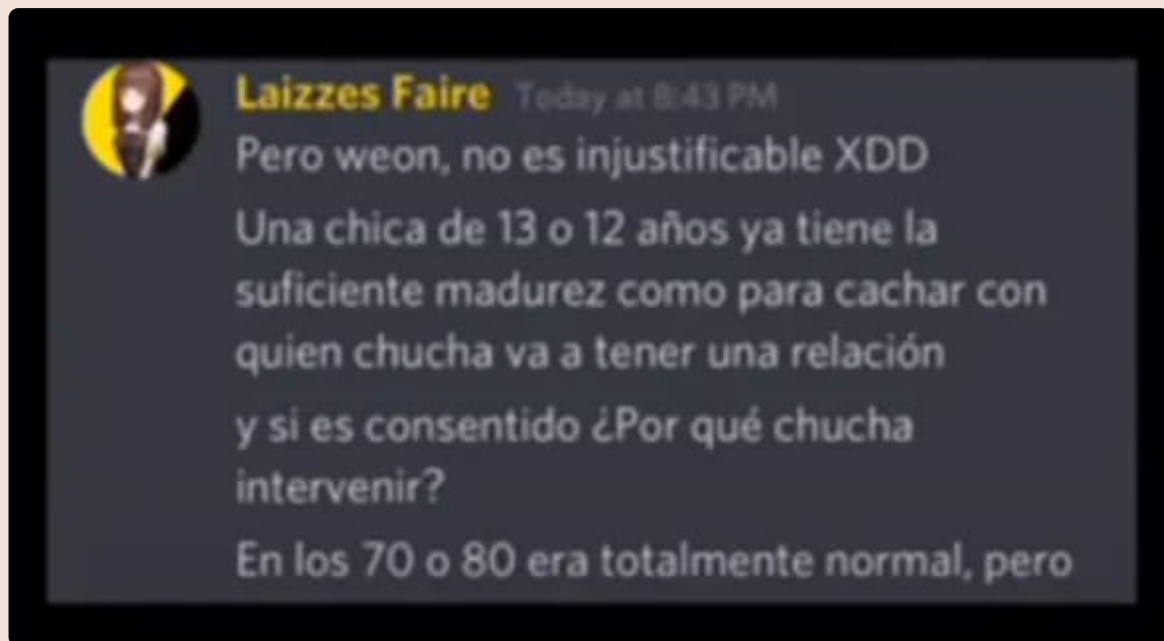 Laizzes Faire Today at 8:43 PM
Pero weon, no es injustificable XDD
Una chica de 13 o 12 años ya tiene la
suficiente madurez como para cachar con
quien chucha va a tener una relación
y si es consentido ¿Por qué chucha
intervenir?
En los 70 o 80 era totalmente normal, pero